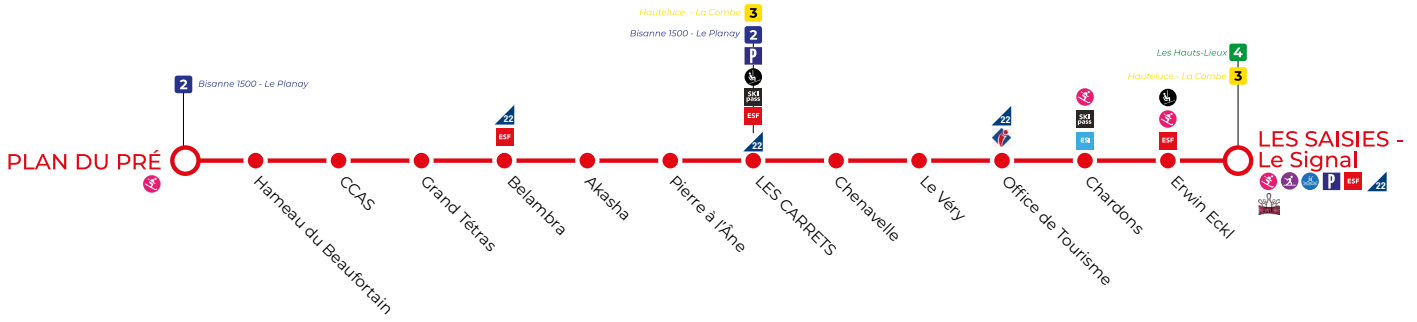 Hauteluce - La Combe 3
Bisanne 1500 - Le Planay 2
P
SKI
pass
ESF
22
Les Hauts-Lieux 4
Hauteluce - La Combe 3
2 Bisanne 1500 - Le Planay
22
ESF
22
SKI
pass
ESI
ESF
PLAN DU PRÉ
LES SAISIES -
Le Signal
P ESF 22
Hameau du Beaufortain
CCAS
Grand Tétras
Belambra
Akasha
Pierre à l'Âne
LES CARRETS
Chenavelle
Le Véry
Office de Tourisme
Chardons
Erwin Eckl